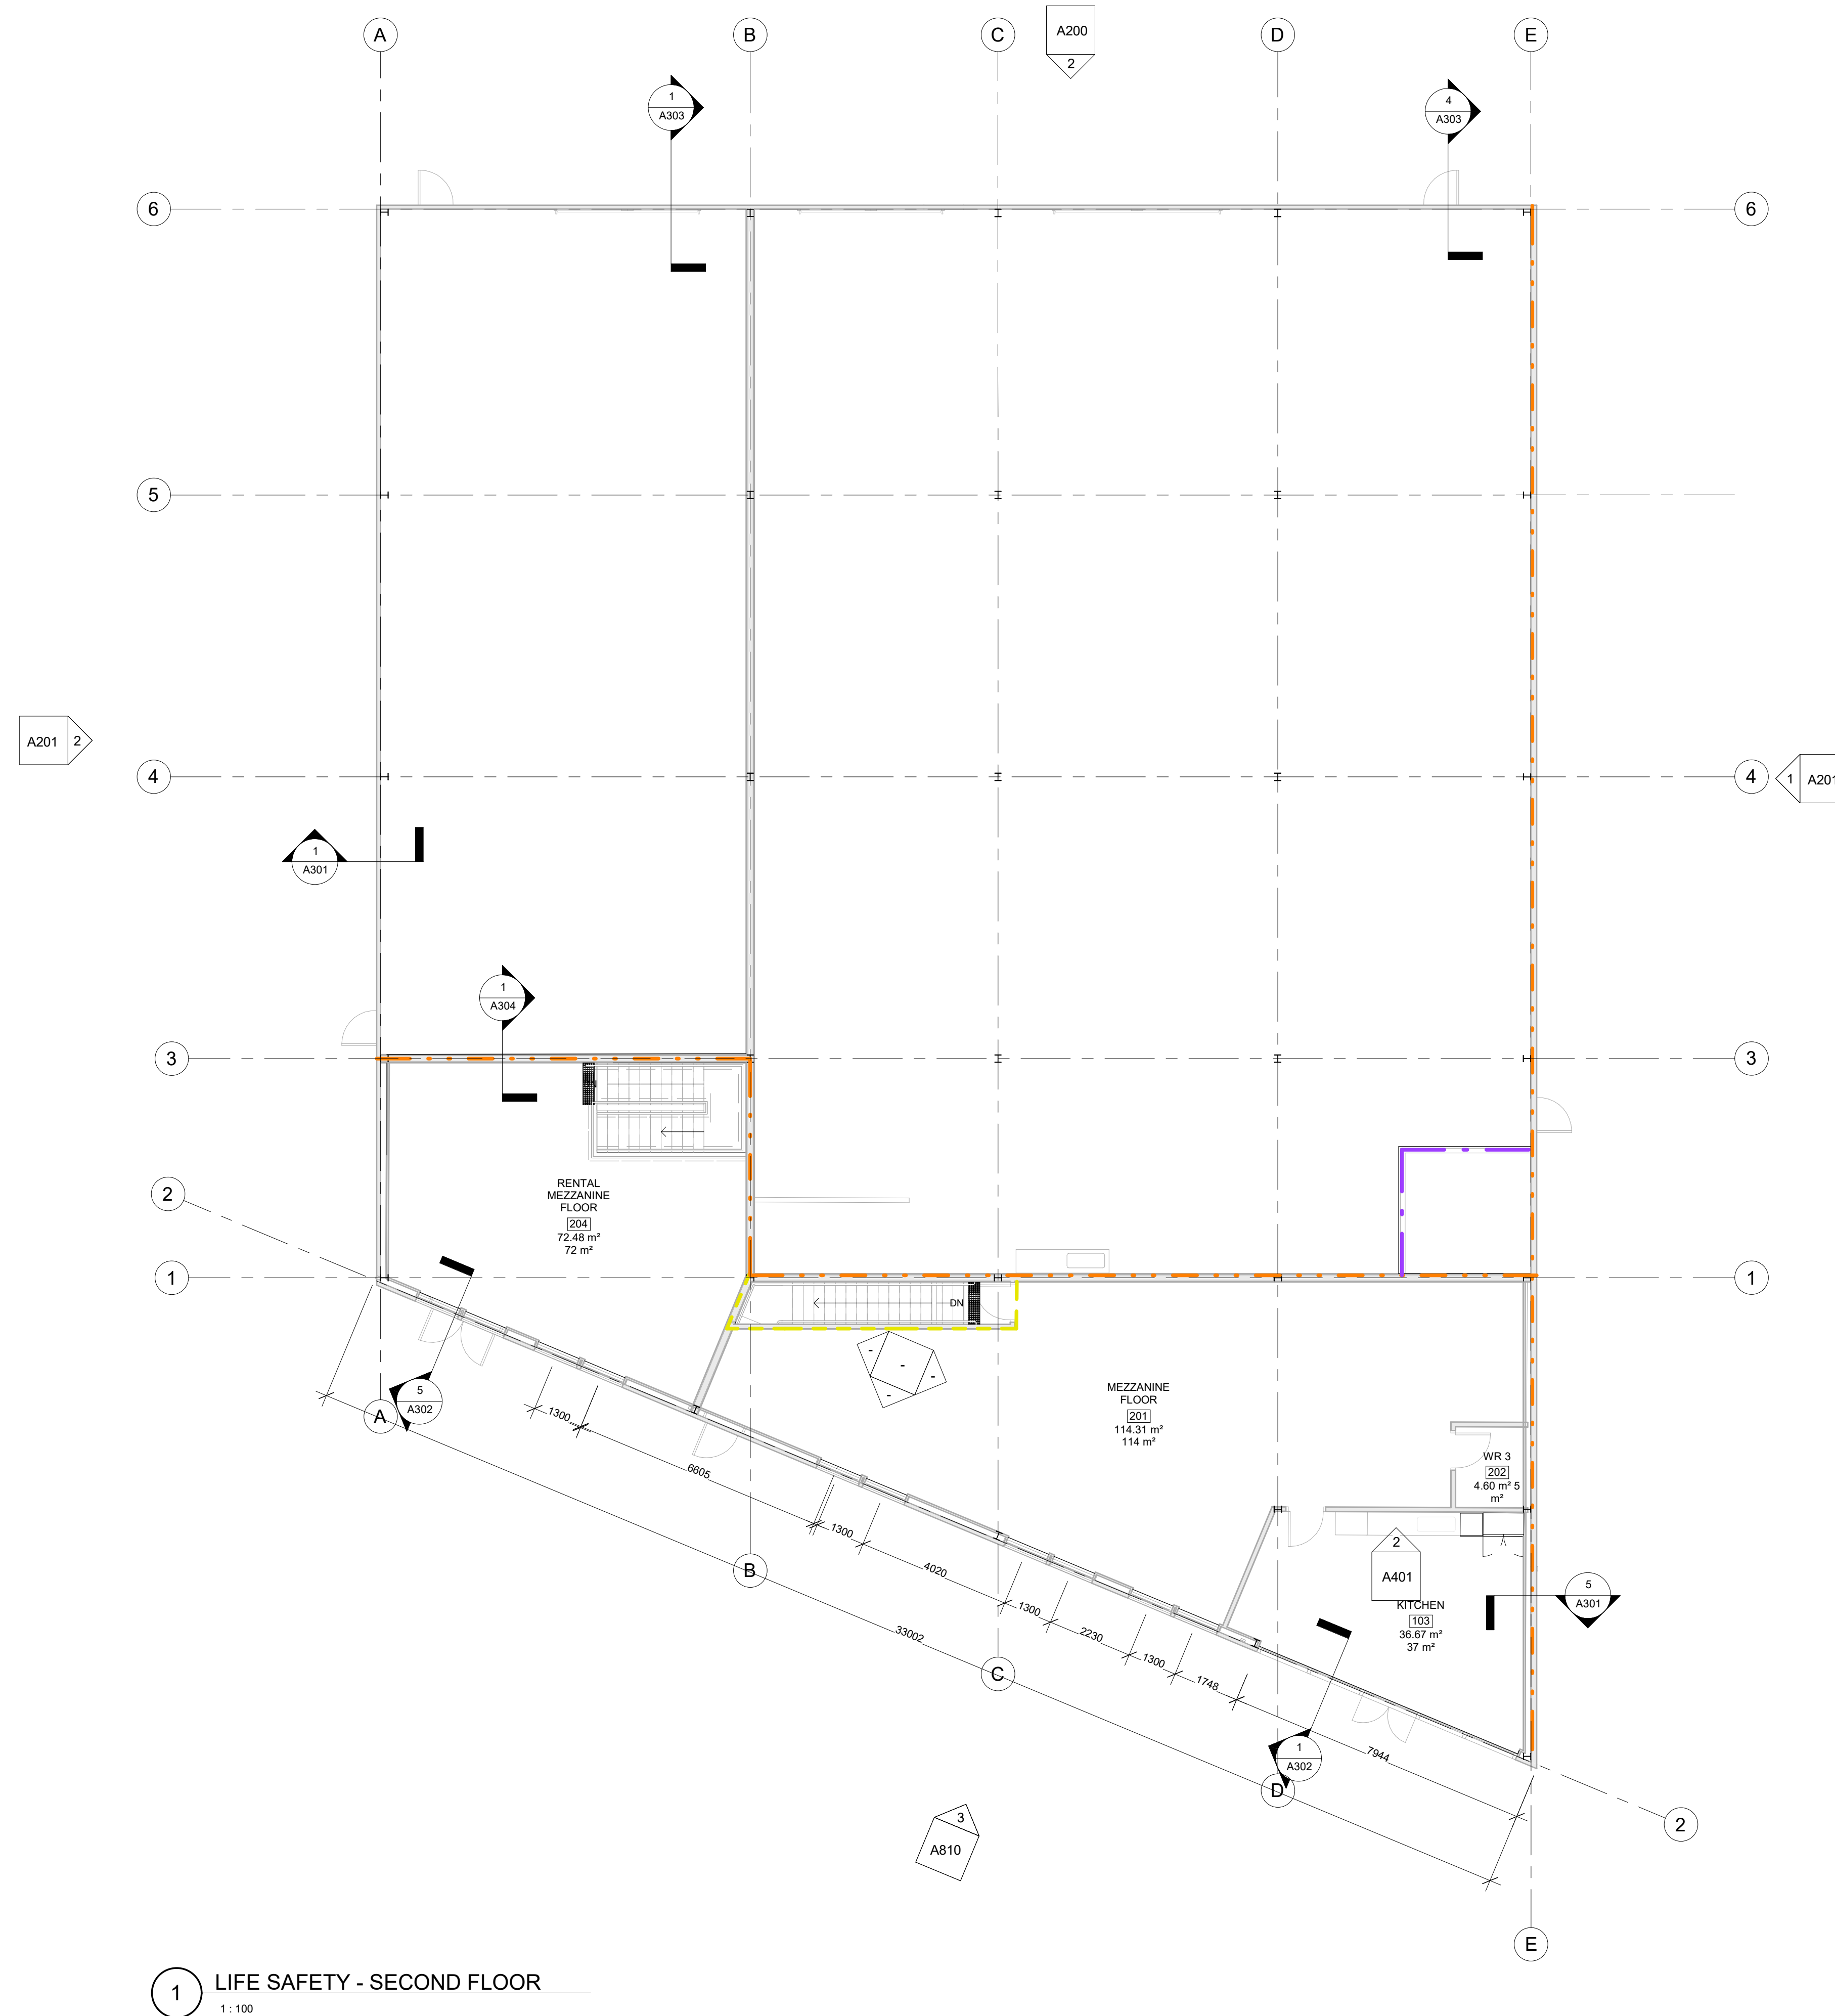 A
B
C
D
E
A200
2
1
A303
4
A303
6
6
5
A201
2
4
4
1
A201
1
A301
1
A304
3
3
2
RENTAL
MEZZANINE
FLOOR
204
72.48 m²
72 m²
1
1
DN
-
-
-
-
MEZZANINE
FLOOR
201
114.31 m²
114 m²
5
A302
A
1300
6605
1300
4020
1300
2230
1300
1748
7944
33002
WR 3
202
4.60 m² 5
m²
2
A401
KITCHEN
103
36.67 m²
37 m²
5
A301
B
C
1
A302
D
2
3
A810
E
1
LIFE SAFETY - SECOND FLOOR
1 : 100